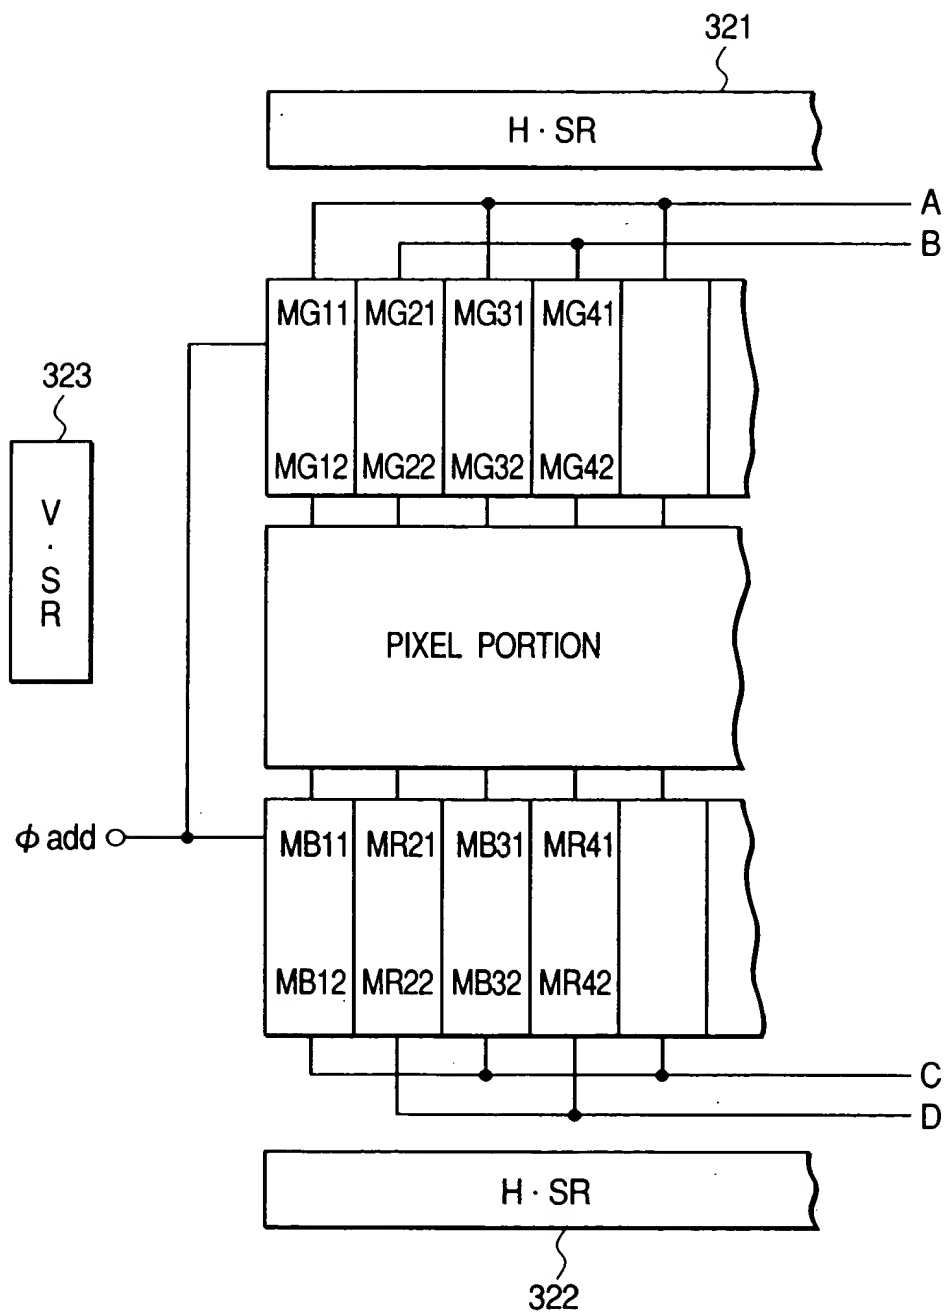 321
H · SR
A
B
MG11 MG21 MG31 MG41
323
MG12 MG22 MG32 MG42
V · SR
PIXEL PORTION
φ add
MB11 MR21 MB31 MR41
MB12 MR22 MB32 MR42
C
D
H · SR
322